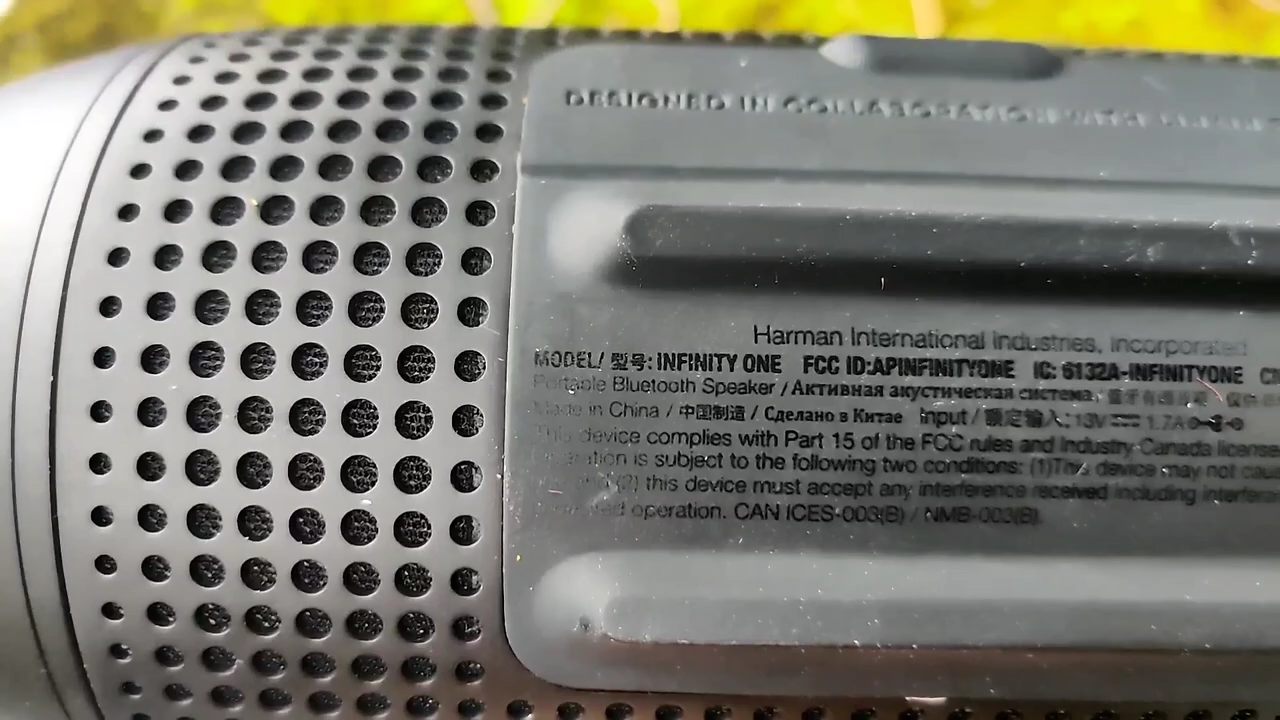 DESIGNED IN COLLABORATION WITH
Harman International Industries, Incorporated
MODEL/ 型号: INFINITY ONE FCC ID:APINFINITYONE IC: 6132A-INFINITYONE
Portable Bluetooth Speaker / Активная акустическая система,
Made in China / 中国制造 / Сделано в Китае Input / 额定输入: 13V 1.7A
This device complies with Part 15 of the FCC rules and Industry Canada license
Operation is subject to the following two conditions: (1)This device may not
and (2) this device must accept any interference received including
operation. CAN ICES-003(B) / NMB-003(B)